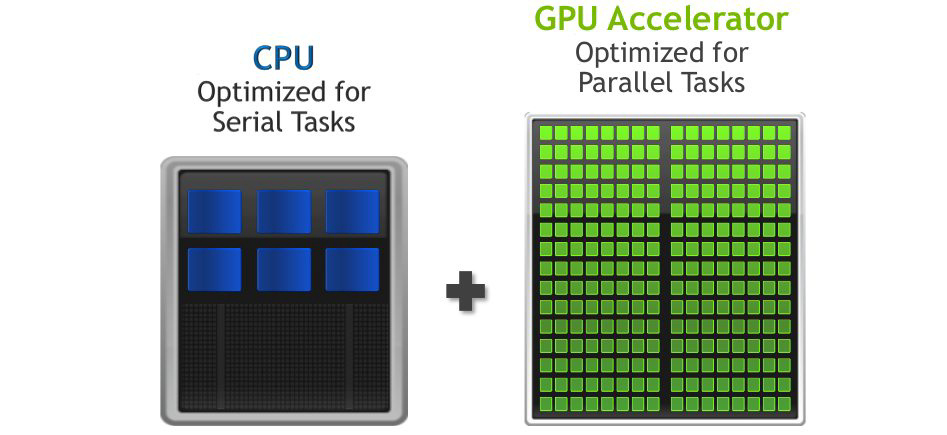 CPU
Optimized for
Serial Tasks
GPU Accelerator
Optimized for
Parallel Tasks